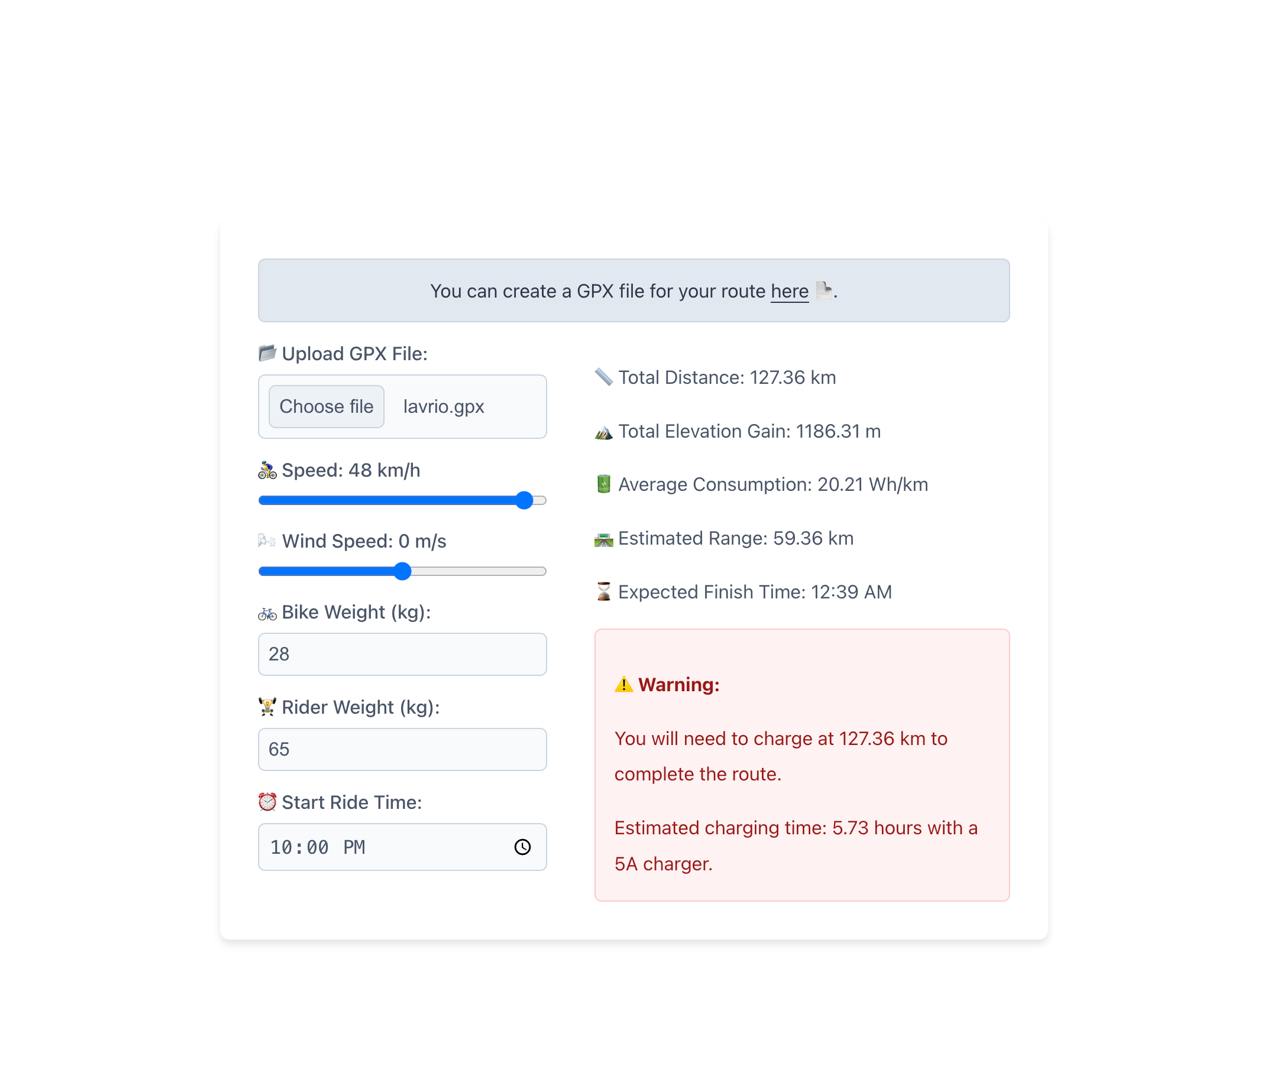 You can create a GPX file for your route here .
Upload GPX File:
Choose file lavrio.gpx
Speed: 48 km/h
Wind Speed: 0 m/s
Bike Weight (kg):
28
Rider Weight (kg):
65
Start Ride Time:
10:00 PM
Total Distance: 127.36 km
Total Elevation Gain: 1186.31 m
Average Consumption: 20.21 Wh/km
Estimated Range: 59.36 km
Expected Finish Time: 12:39 AM
Warning:
You will need to charge at 127.36 km to
complete the route.
Estimated charging time: 5.73 hours with a
5A charger.